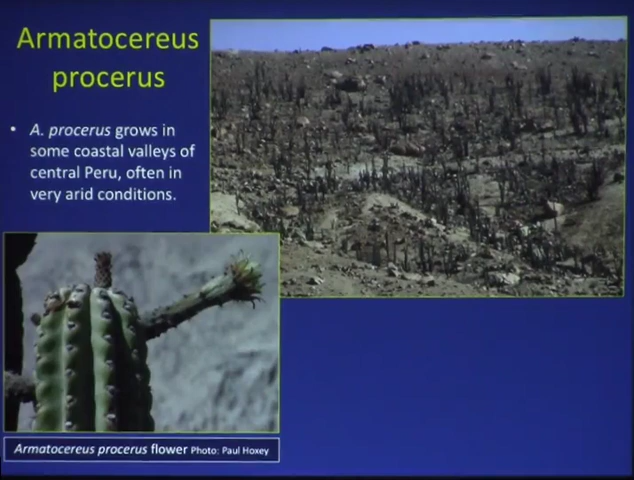 Armatocereus
procerus
• A. procerus grows in
some coastal valleys of
central Peru, often in
very arid conditions.
Armatocereus procerus flower Photo: Paul Hoxey